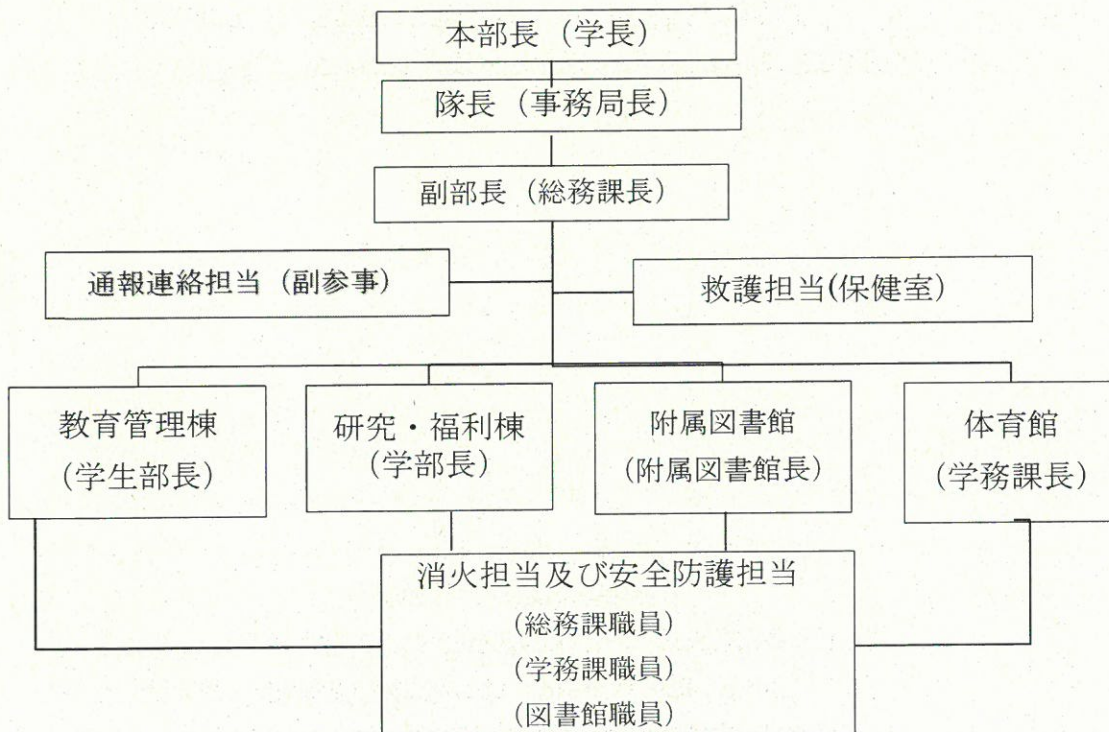 本部長（学長）
隊長（事務局長）
副部長（総務課長）
通報連絡担当（副参事）
救護担当(保健室）
教育管理棟
(学生部長）
研究・福利棟
(学部長）
附属図書館
(附属図書館長）
体育館
(学務課長）
消火担当及び安全防護担当
(総務課職員）
(学務課職員）
(図書館職員）